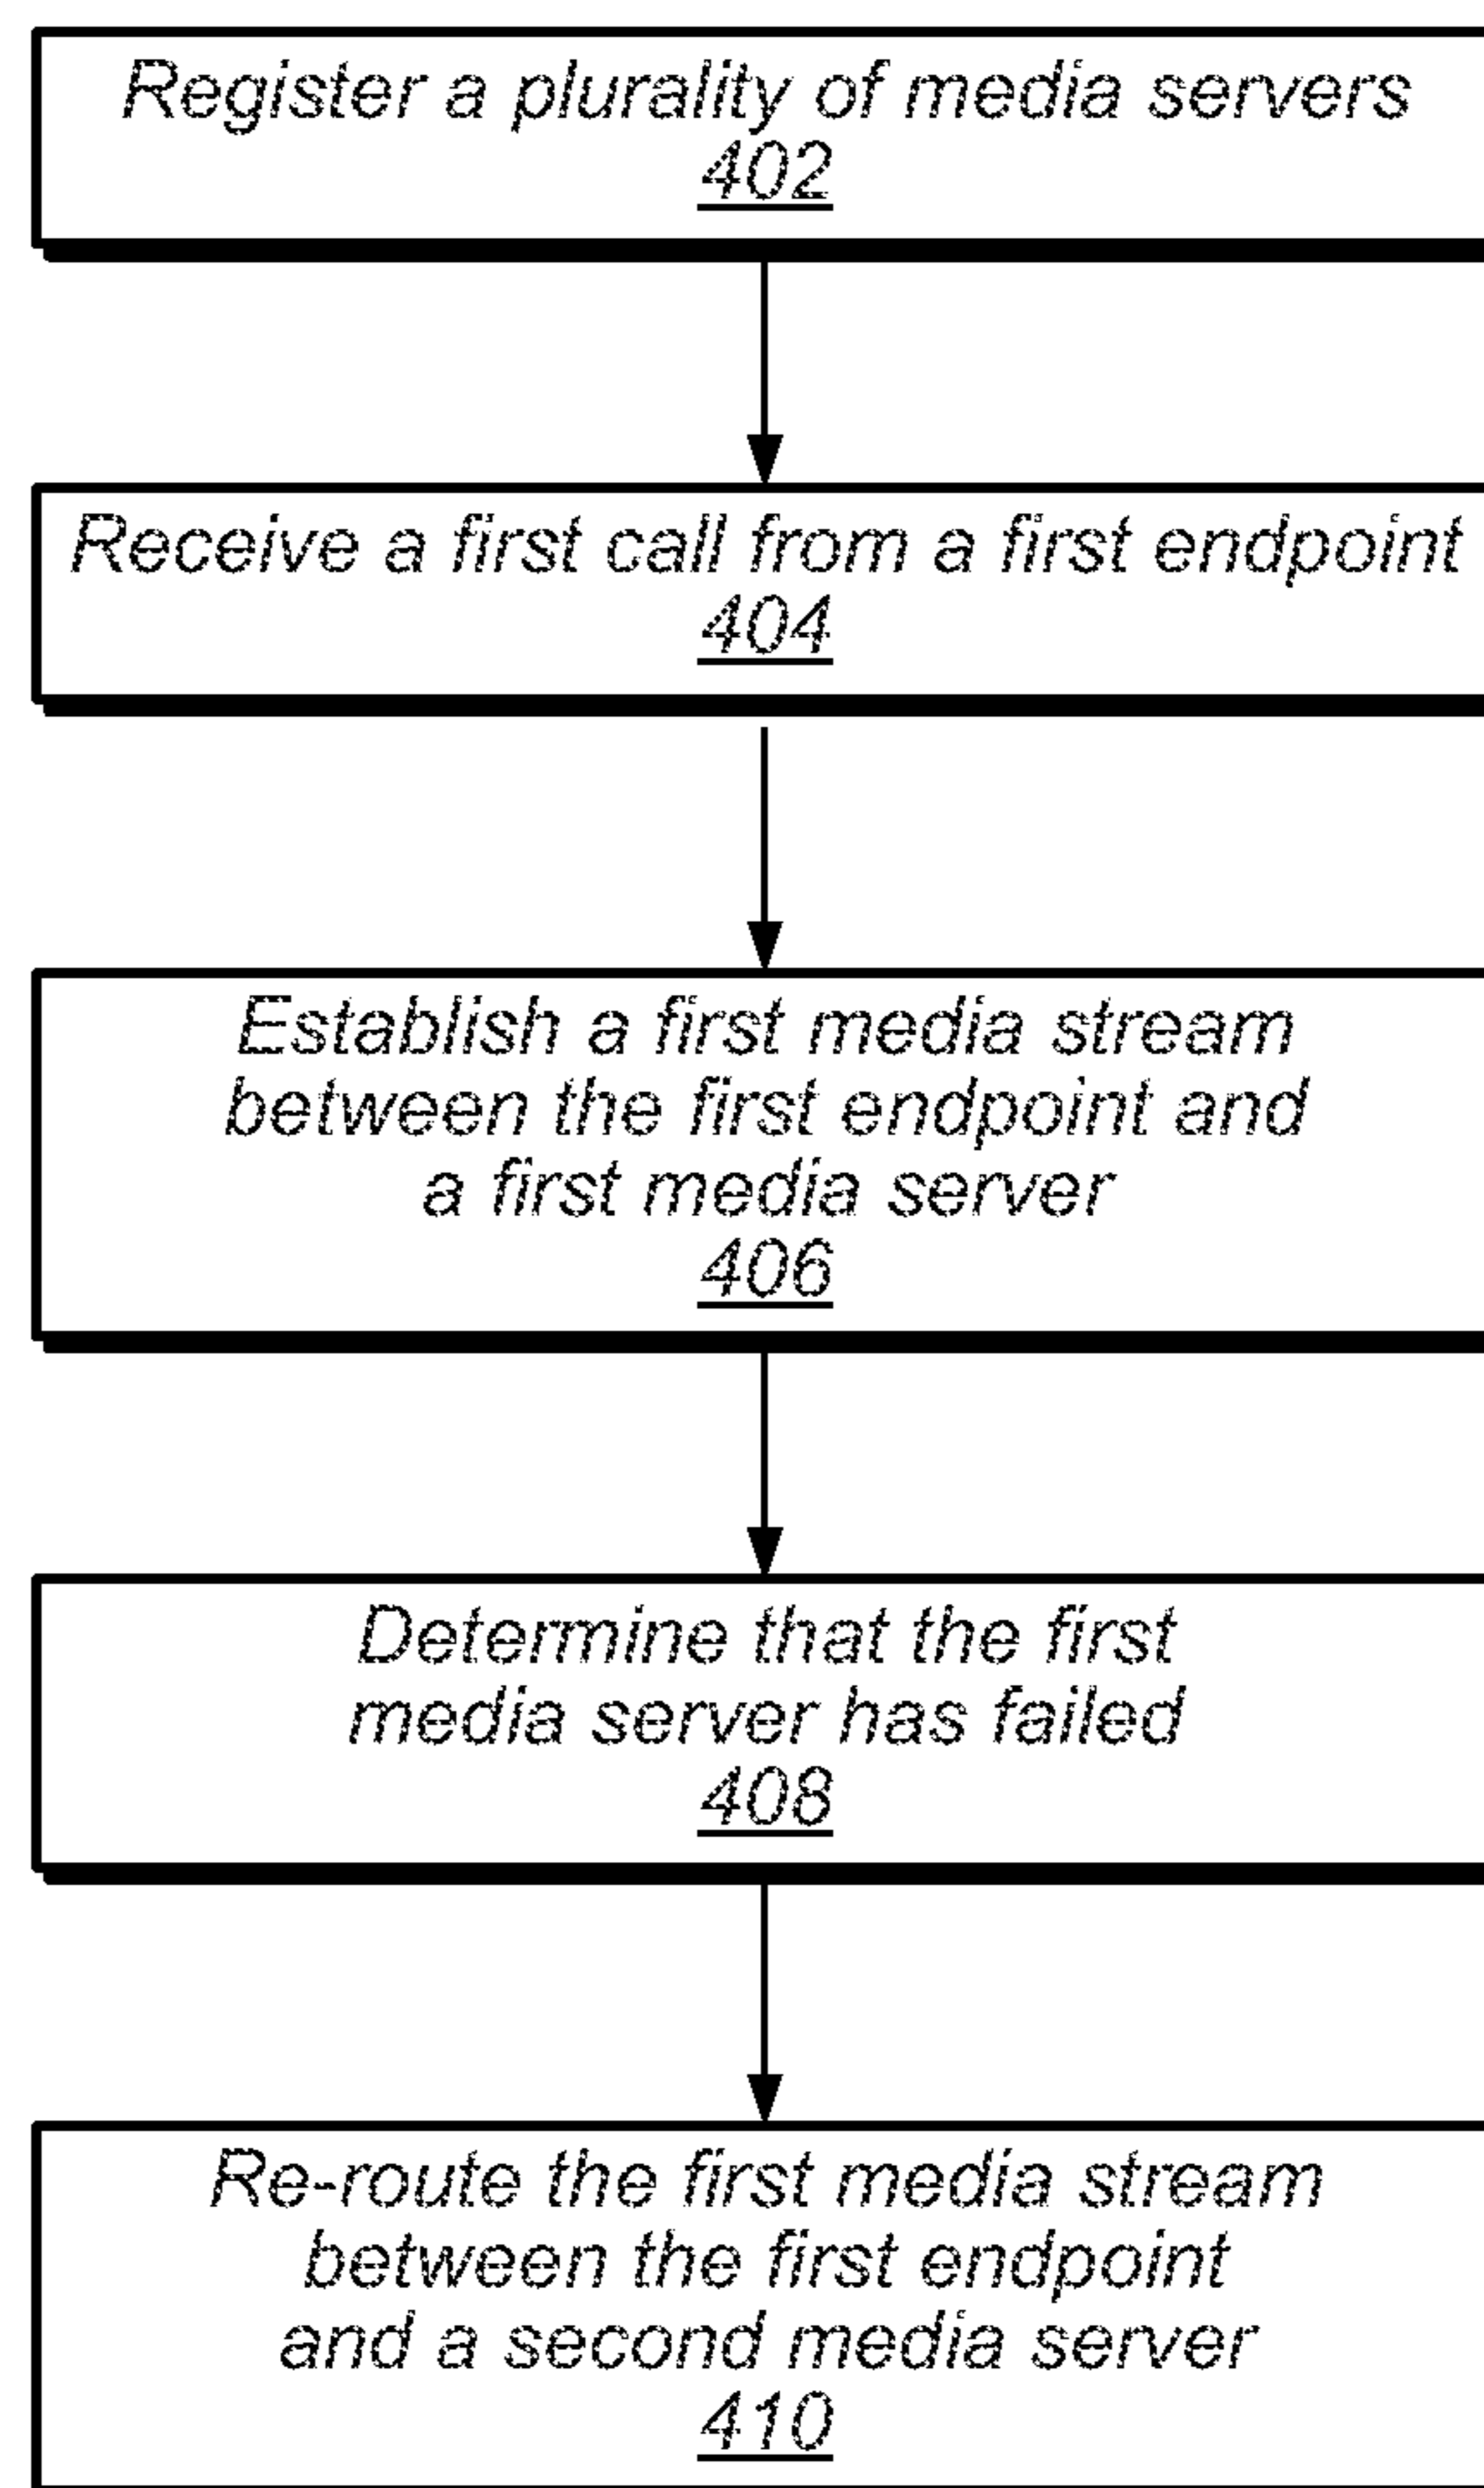 Register a plurality of media servers
402
Receive a first call from a first endpoint
404
Establish a first media stream
between the first endpoint and
a first media server
406
Determine that the first
media server has failed
408
Re-route the first media stream
between the first endpoint
and a second media server
410